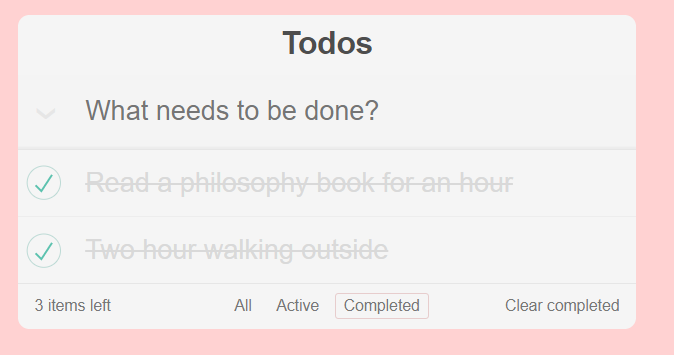 Todos
What needs to be done?
Read a philosophy book for an hour
Two hour walking outside
3 items left All Active Completed Clear completed